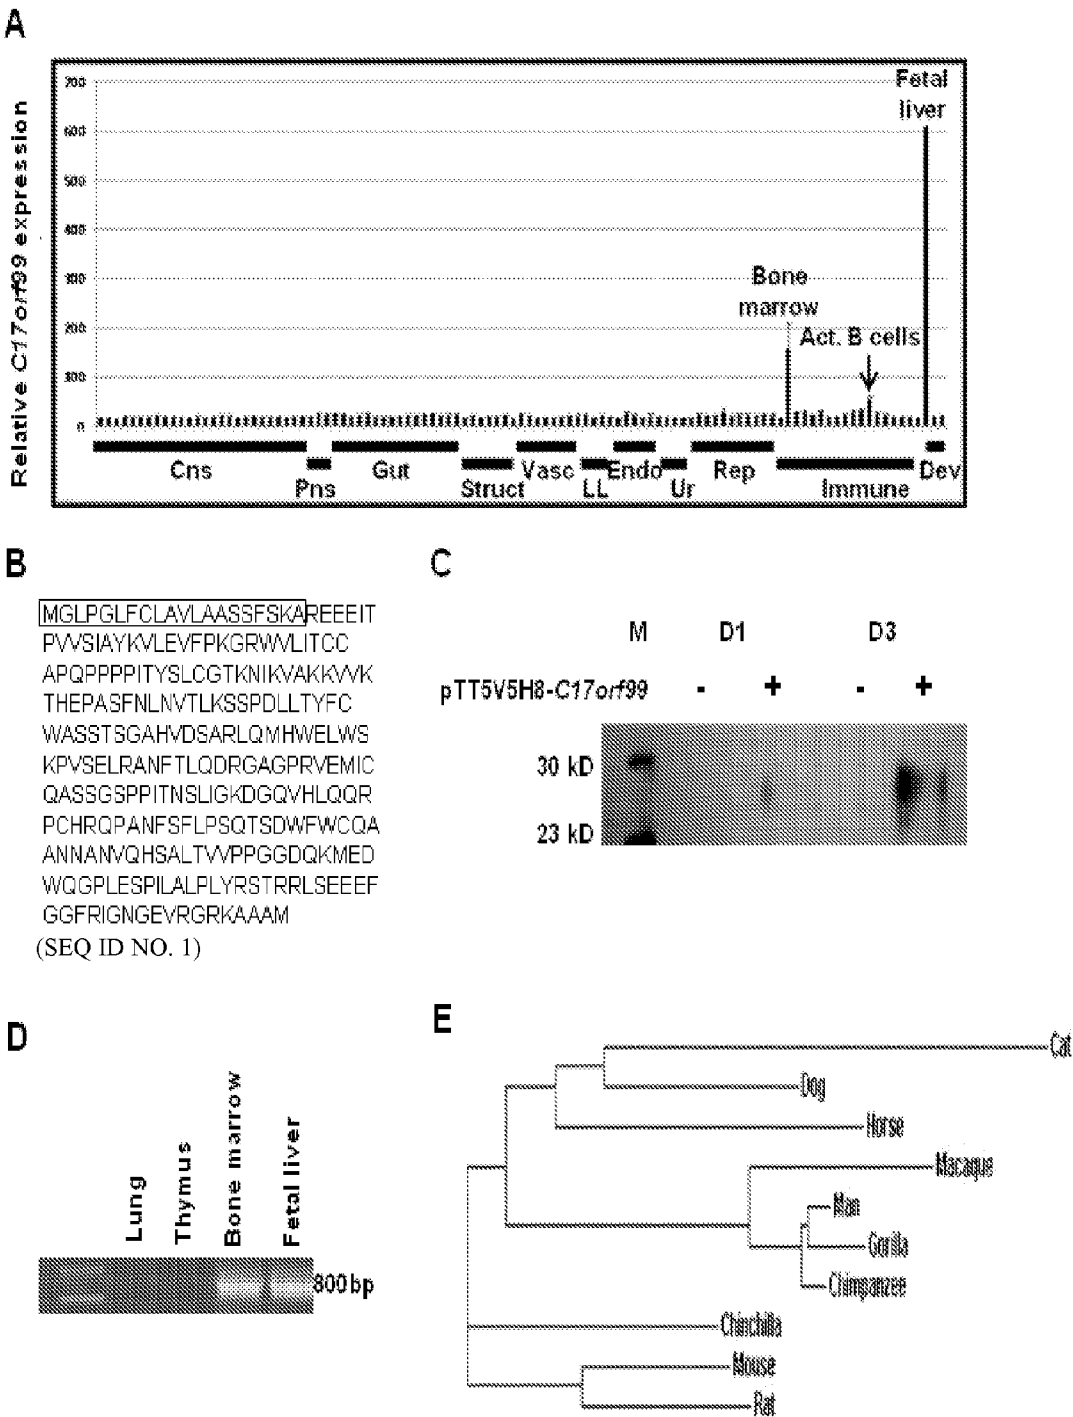 A
Relative C17orf99 expression
700
600
500
400
300
200
100
0
Fetal
liver
Bone
marrow
Act. B cells
Cns
Pns
Gut
Struct
Vasc
LL
Endo
Ur
Rep
Immune
Dev
B
MGLPGLFCLAVLAASSFSKAREEEIT
PVVSIAYKVLEVFPKGRWVLITCC
APQPPPPITYSLCGTKNIKVAKKVVK
THEPASFNLNVTLKSSPDLLTYFC
WASSTSGAHVDSARLQMHWELWS
KPVSELRANFTLQDRGAGPRVEMIC
QASSGSPPITNSLIGKDGQVHLQQR
PCHRQPANFSFLPSQTSDWFWCQA
ANNANVQHSALTVVPPGGDQKMED
WQGPLESPILALPLYRSTRRLSEEEF
GGFRIGNGEVRGRKAAAM
(SEQ ID NO. 1)
C
M D1 D3
pTT5V5H8-C17orf99 - + - +
30 kD
23 kD
D
Lung
Thymus
Bone marrow
Fetal liver
800bp
E
Cat
Dog
Horse
Macaque
Man
Gorilla
Chimpanzee
Chinchilla
Mouse
Rat